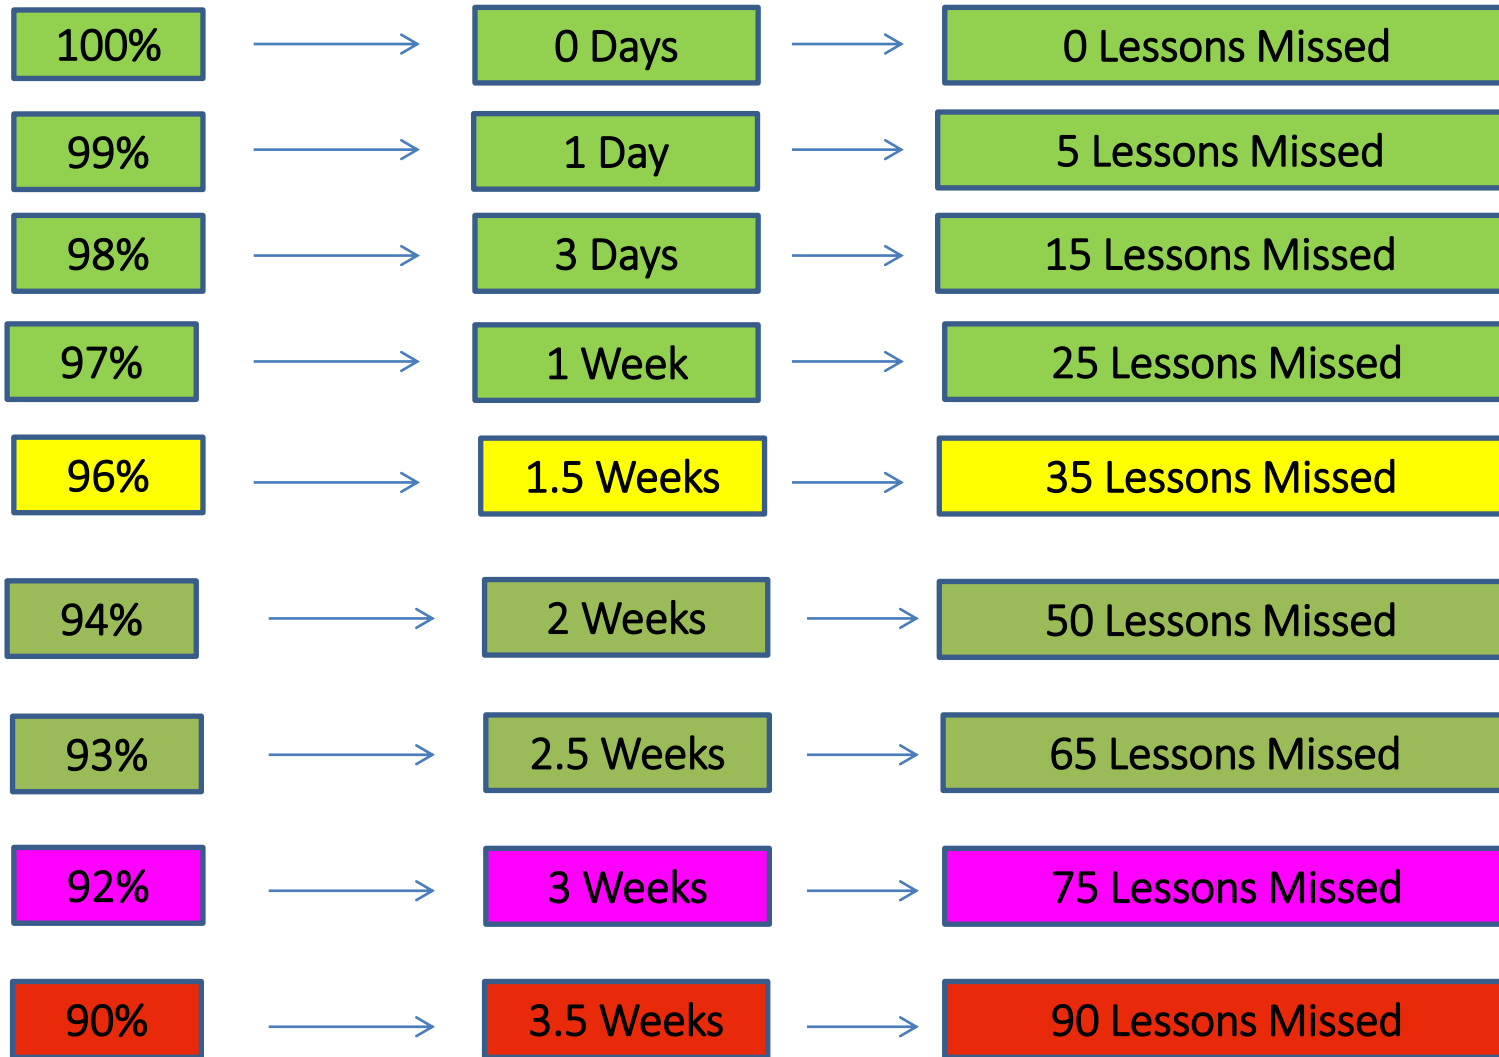 100% 0 Days 0 Lessons Missed
99% 1 Day 5 Lessons Missed
98% 3 Days 15 Lessons Missed
97% 1 Week 25 Lessons Missed
96% 1.5 Weeks 35 Lessons Missed
94% 2 Weeks 50 Lessons Missed
93% 2.5 Weeks 65 Lessons Missed
92% 3 Weeks 75 Lessons Missed
90% 3.5 Weeks 90 Lessons Missed